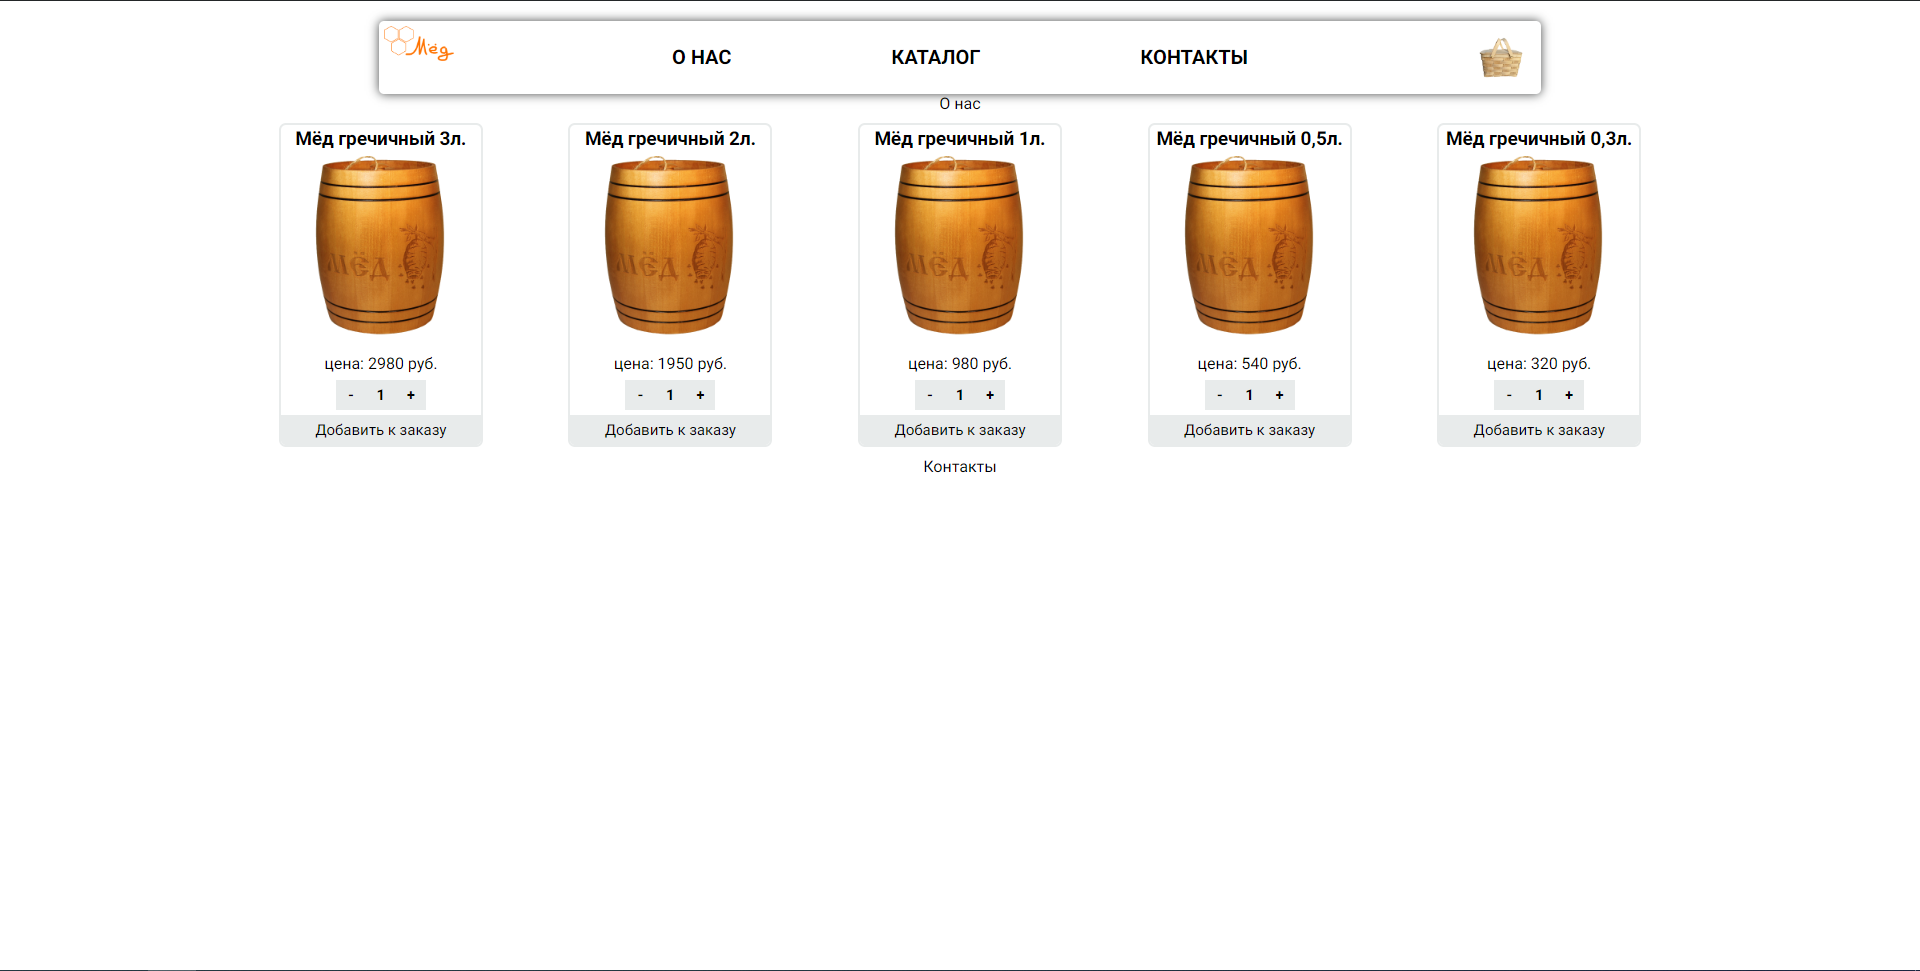 Мёд
О НАС
КАТАЛОГ
КОНТАКТЫ
О нас
Мёд гречичный 3л.
МЁД
цена: 2980 руб.
- 1 +
Добавить к заказу
Мёд гречичный 2л.
МЁД
цена: 1950 руб.
- 1 +
Добавить к заказу
Мёд гречичный 1л.
МЁД
цена: 980 руб.
- 1 +
Добавить к заказу
Мёд гречичный 0,5л.
МЁД
цена: 540 руб.
- 1 +
Добавить к заказу
Мёд гречичный 0,3л.
МЁД
цена: 320 руб.
- 1 +
Добавить к заказу
Контакты